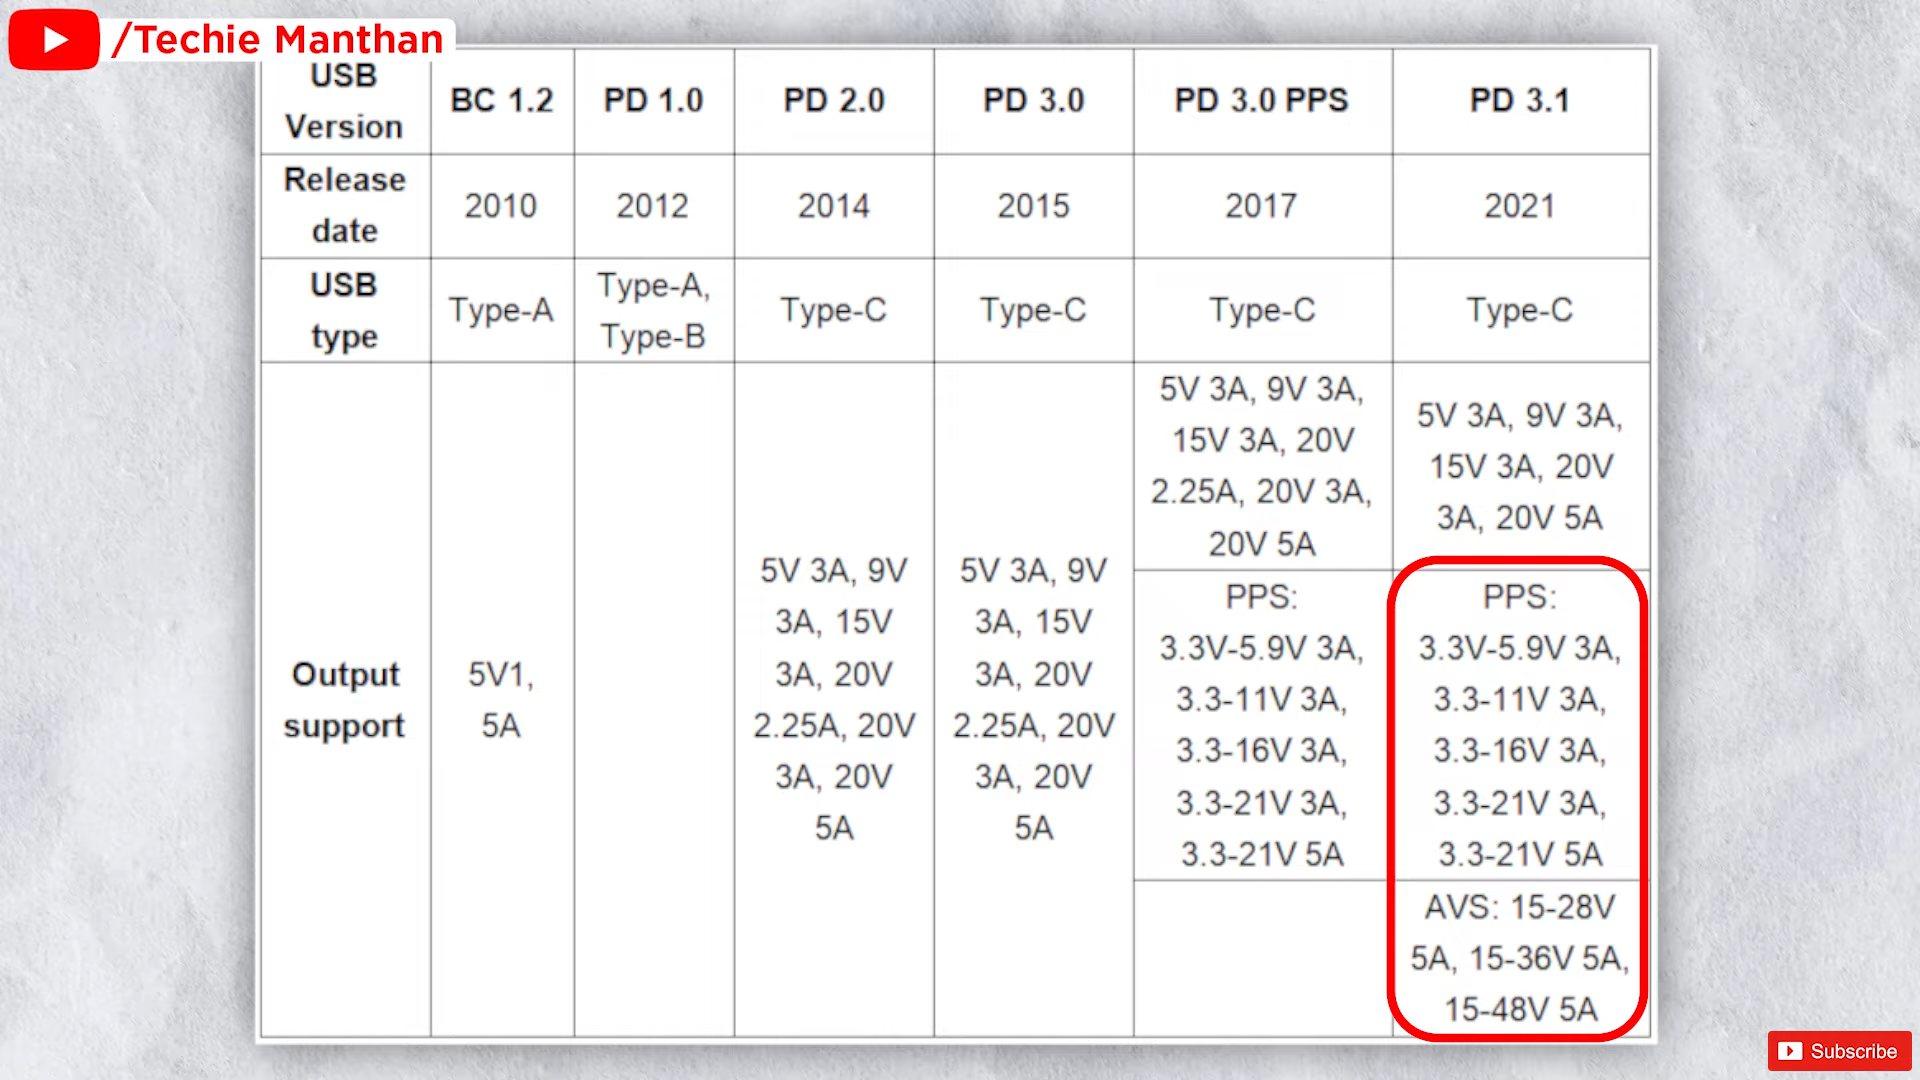 /Techie Manthan
USB
Version
BC 1.2
PD 1.0
PD 2.0
PD 3.0
PD 3.0 PPS
PD 3.1
Release
date
2010
2012
2014
2015
2017
2021
USB
type
Type-A
Type-A,
Type-B
Type-C
Type-C
Type-C
Type-C
Output
support
5V1,
5A
5V 3A, 9V
3A, 15V
3A, 20V
2.25A, 20V
3A, 20V
5A
5V 3A, 9V
3A, 15V
3A, 20V
2.25A, 20V
3A, 20V
5A
5V 3A, 9V 3A,
15V 3A, 20V
2.25A, 20V 3A,
20V 5A
PPS:
3.3V-5.9V 3A,
3.3-11V 3A,
3.3-16V 3A,
3.3-21V 3A,
3.3-21V 5A
5V 3A, 9V 3A,
15V 3A, 20V
3A, 20V 5A
PPS:
3.3V-5.9V 3A,
3.3-11V 3A,
3.3-16V 3A,
3.3-21V 3A,
3.3-21V 5A
AVS: 15-28V
5A, 15-36V 5A,
15-48V 5A
Subscribe